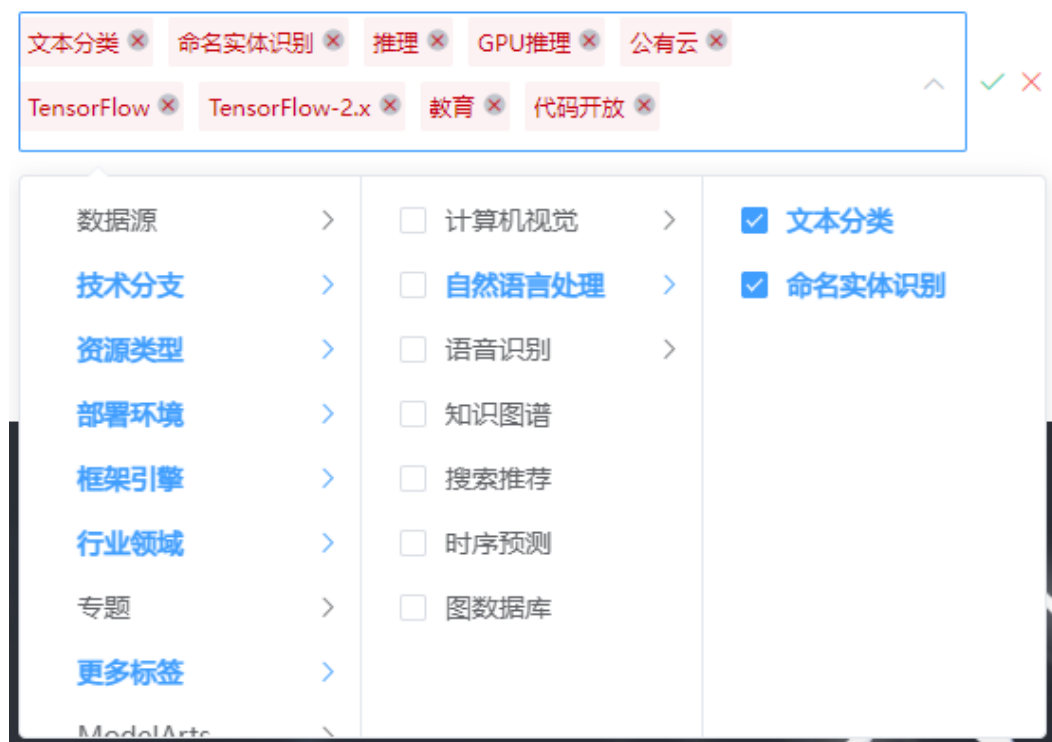 文本分类 命名实体识别 推理 GPU推理 公有云
TensorFlow TensorFlow-2.x 教育 代码开放
数据源
技术分支
资源类型
部署环境
框架引擎
行业领域
专题
更多标签
ModelArts
计算机视觉
自然语言处理
语音识别
知识图谱
搜索推荐
时序预测
图数据库
文本分类
命名实体识别